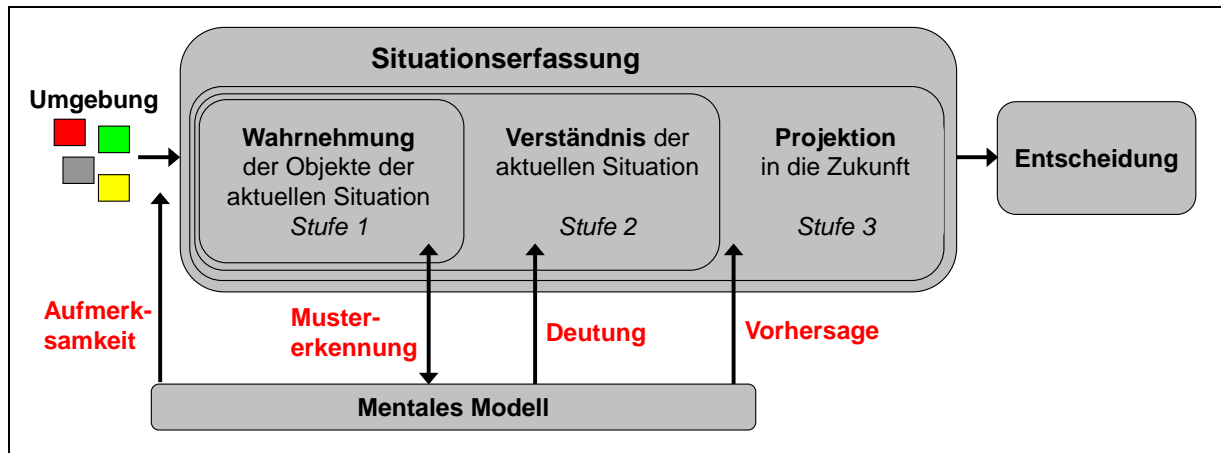 Situationserfassung
Umgebung
Wahrnehmung
der Objekte der
aktuellen Situation
Stufe 1
Verständnis der
aktuellen Situation
Stufe 2
Projektion
in die Zukunft
Stufe 3
Entscheidung
Aufmerk-
samkeit
Muster-
erkennung
Deutung
Vorhersage
Mentales Modell